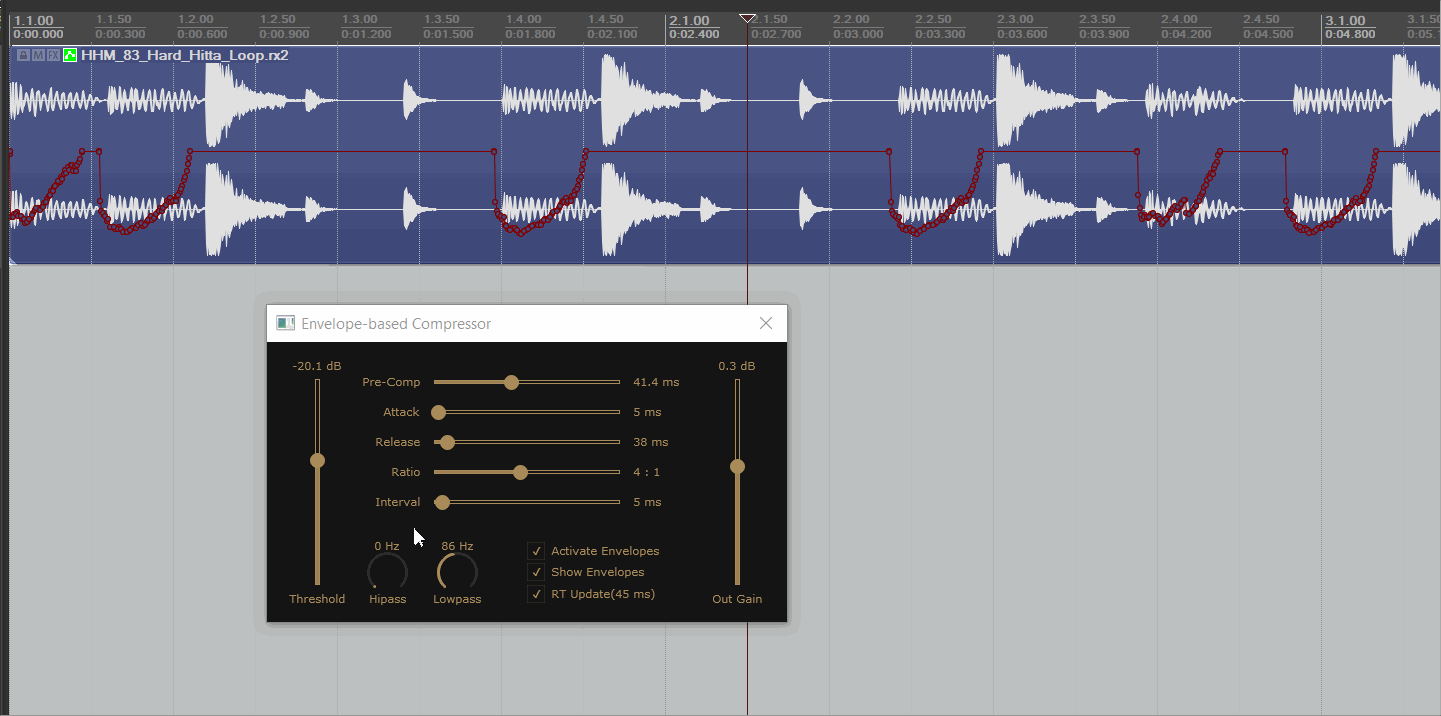 1.1.00 1.1.50 1.2.00 1.2.50 1.3.00 1.3.50 1.4.00 1.4.50 2.1.00 2.1.50 2.2.00 2.2.50 2.3.00 2.3.50 2.4.00 2.4.50 3.1.00 3.1.5
0:00.000 0:00.300 0:00.600 0:00.900 0:01.200 0:01.500 0:01.800 0:02.100 0:02.400 0:02.700 0:03.000 0:03.300 0:03.600 0:03.900 0:04.200 0:04.500 0:04.800 0:05.
M FX HHM_83_Hard_Hitta_Loop.rx2
Envelope-based Compressor
-20.1 dB 0.3 dB
Pre-Comp 41.4 ms
Attack 5 ms
Release 38 ms
Ratio 4 : 1
Interval 5 ms
0 Hz 86 Hz
Activate Envelopes
Show Envelopes
RT Update(45 ms)
Threshold Hipass Lowpass Out Gain